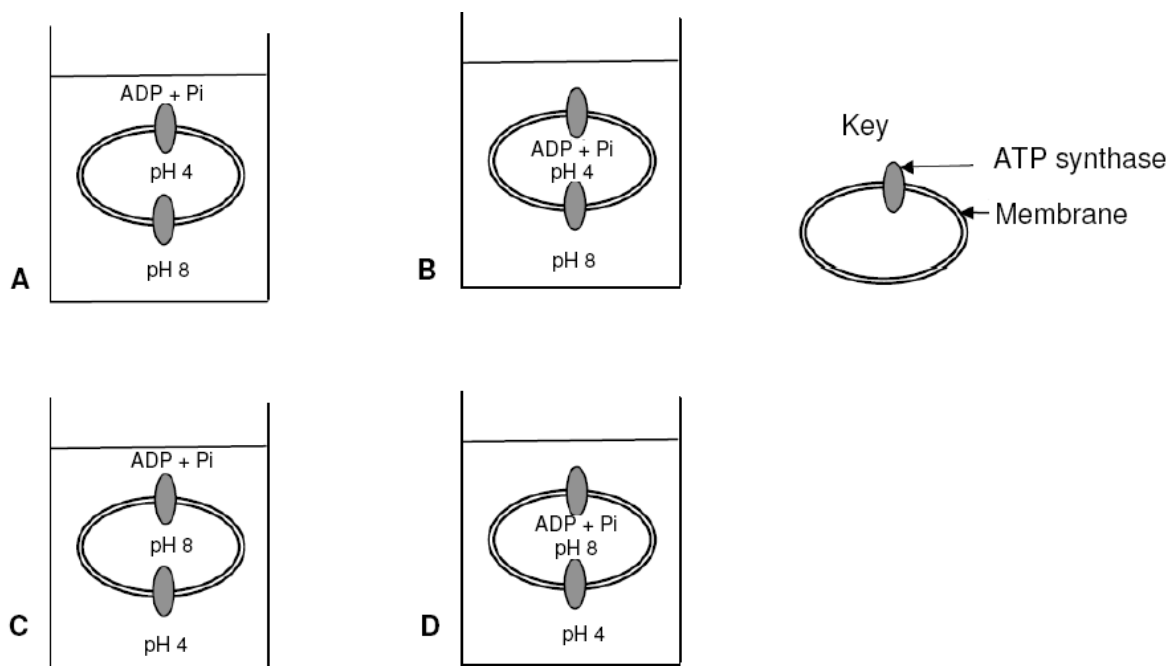 ADP + Pi
pH 4
pH 8
A
ADP + Pi
pH 4
pH 8
B
Key
ATP synthase
Membrane
ADP + Pi
pH 8
pH 4
C
ADP + Pi
pH 8
pH 4
D